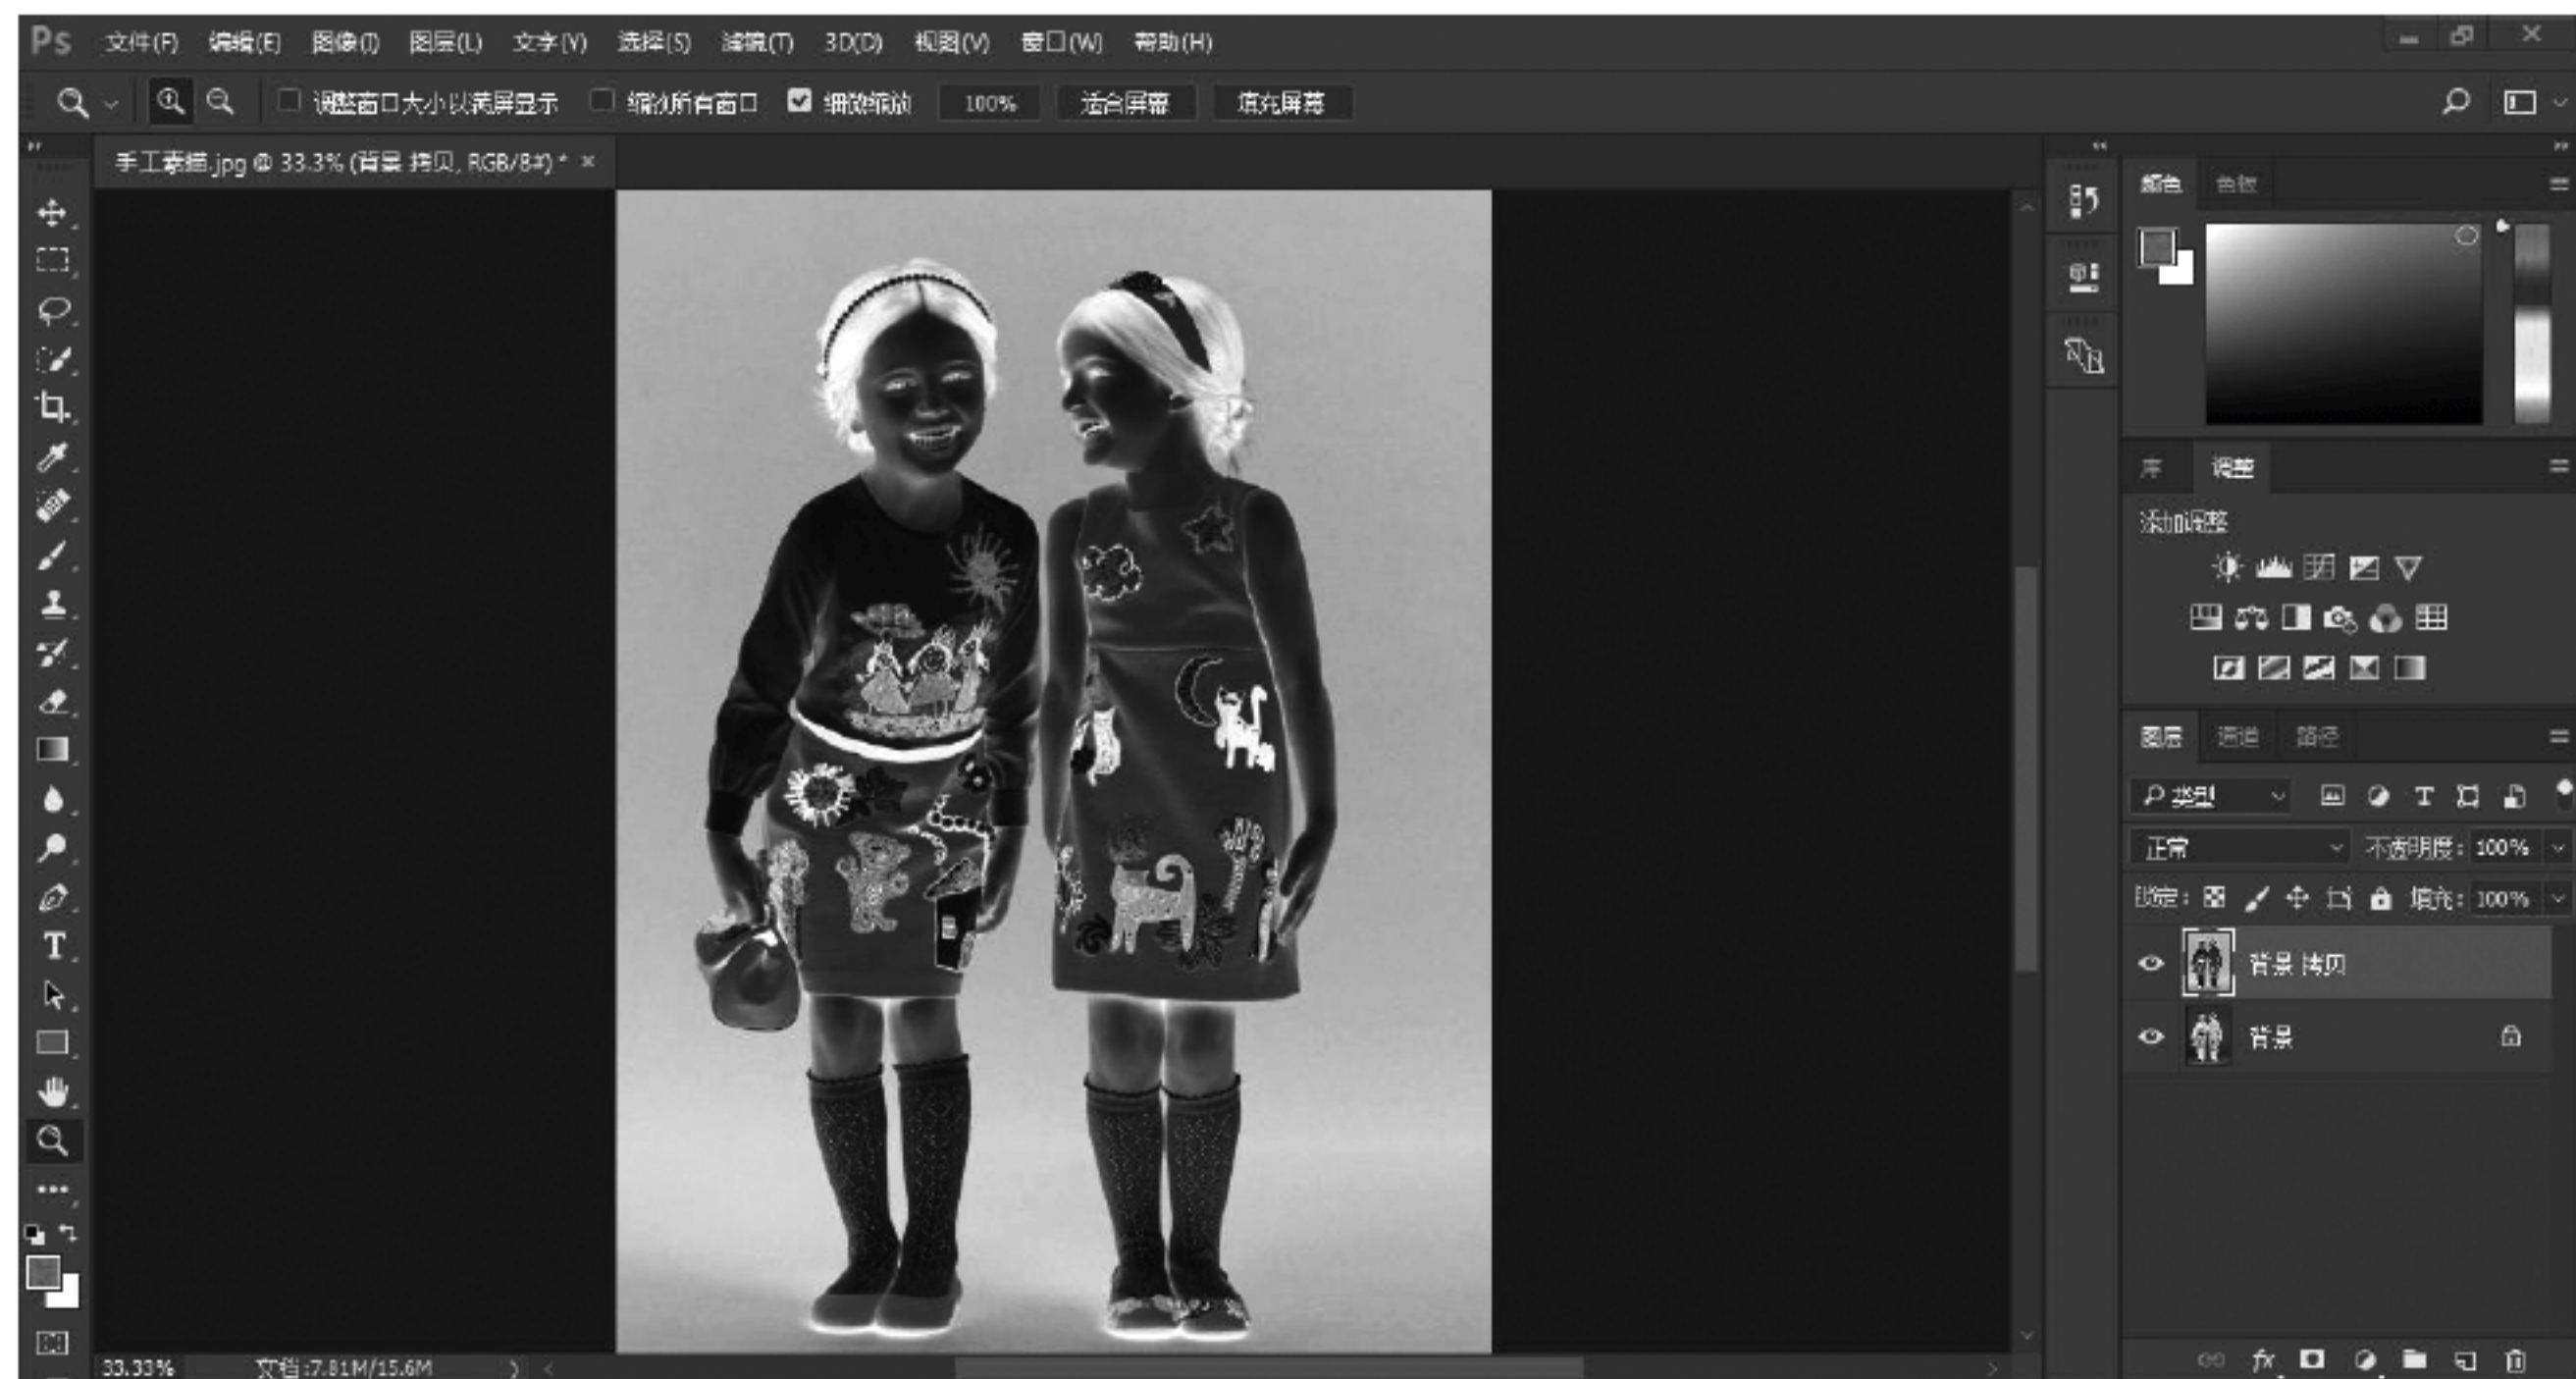 Ps 文件(F) 编辑(E) 图像(I) 图层(L) 文字(Y) 选择(S) 滤镜(T) 3D(D) 视图(V) 窗口(W) 帮助(H)
调整窗口大小以满屏显示 缩放所有窗口 细微缩放 100% 适合屏幕 填充屏幕
手工素描.jpg @ 33.3% (背景 拷贝, RGB/8#) * ×
颜色 色板
库 调整
添加调整
图层 通道 路径
类型
正常 不透明度: 100%
锁定: 填充: 100%
背景 拷贝
背景
fx
33.33% 文档:7.81M/15.6M